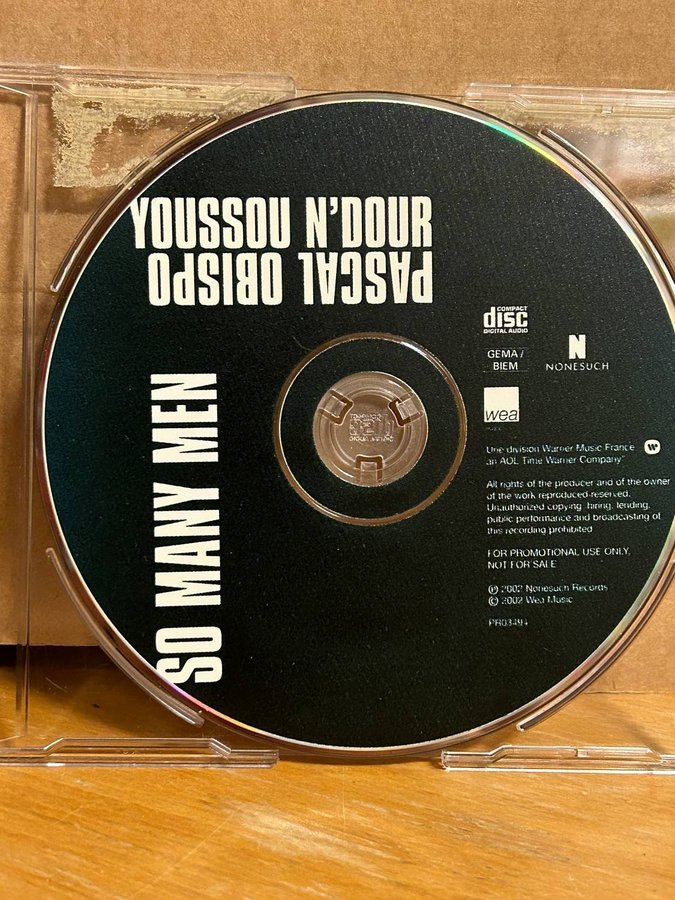 PASCAL OBISPO
YOUSSOU N'DOUR
SO MANY MEN
COMPACT
disc
DIGITAL AUDIO
GEMA /
BIEM
N
NONESUCH
wea
Une division Warner Music France
an AOL Time Warner Company"
All rights of the producer and of the owner
of the work reproduced reserved.
Unauthorized copying, hiring, lending,
public performance and broadcasting of
this recording prohibited
FOR PROMOTIONAL USE ONLY,
NOT FOR SALE
℗ 2002 Nonesuch Records
© 2002 Wea Music
PR03494